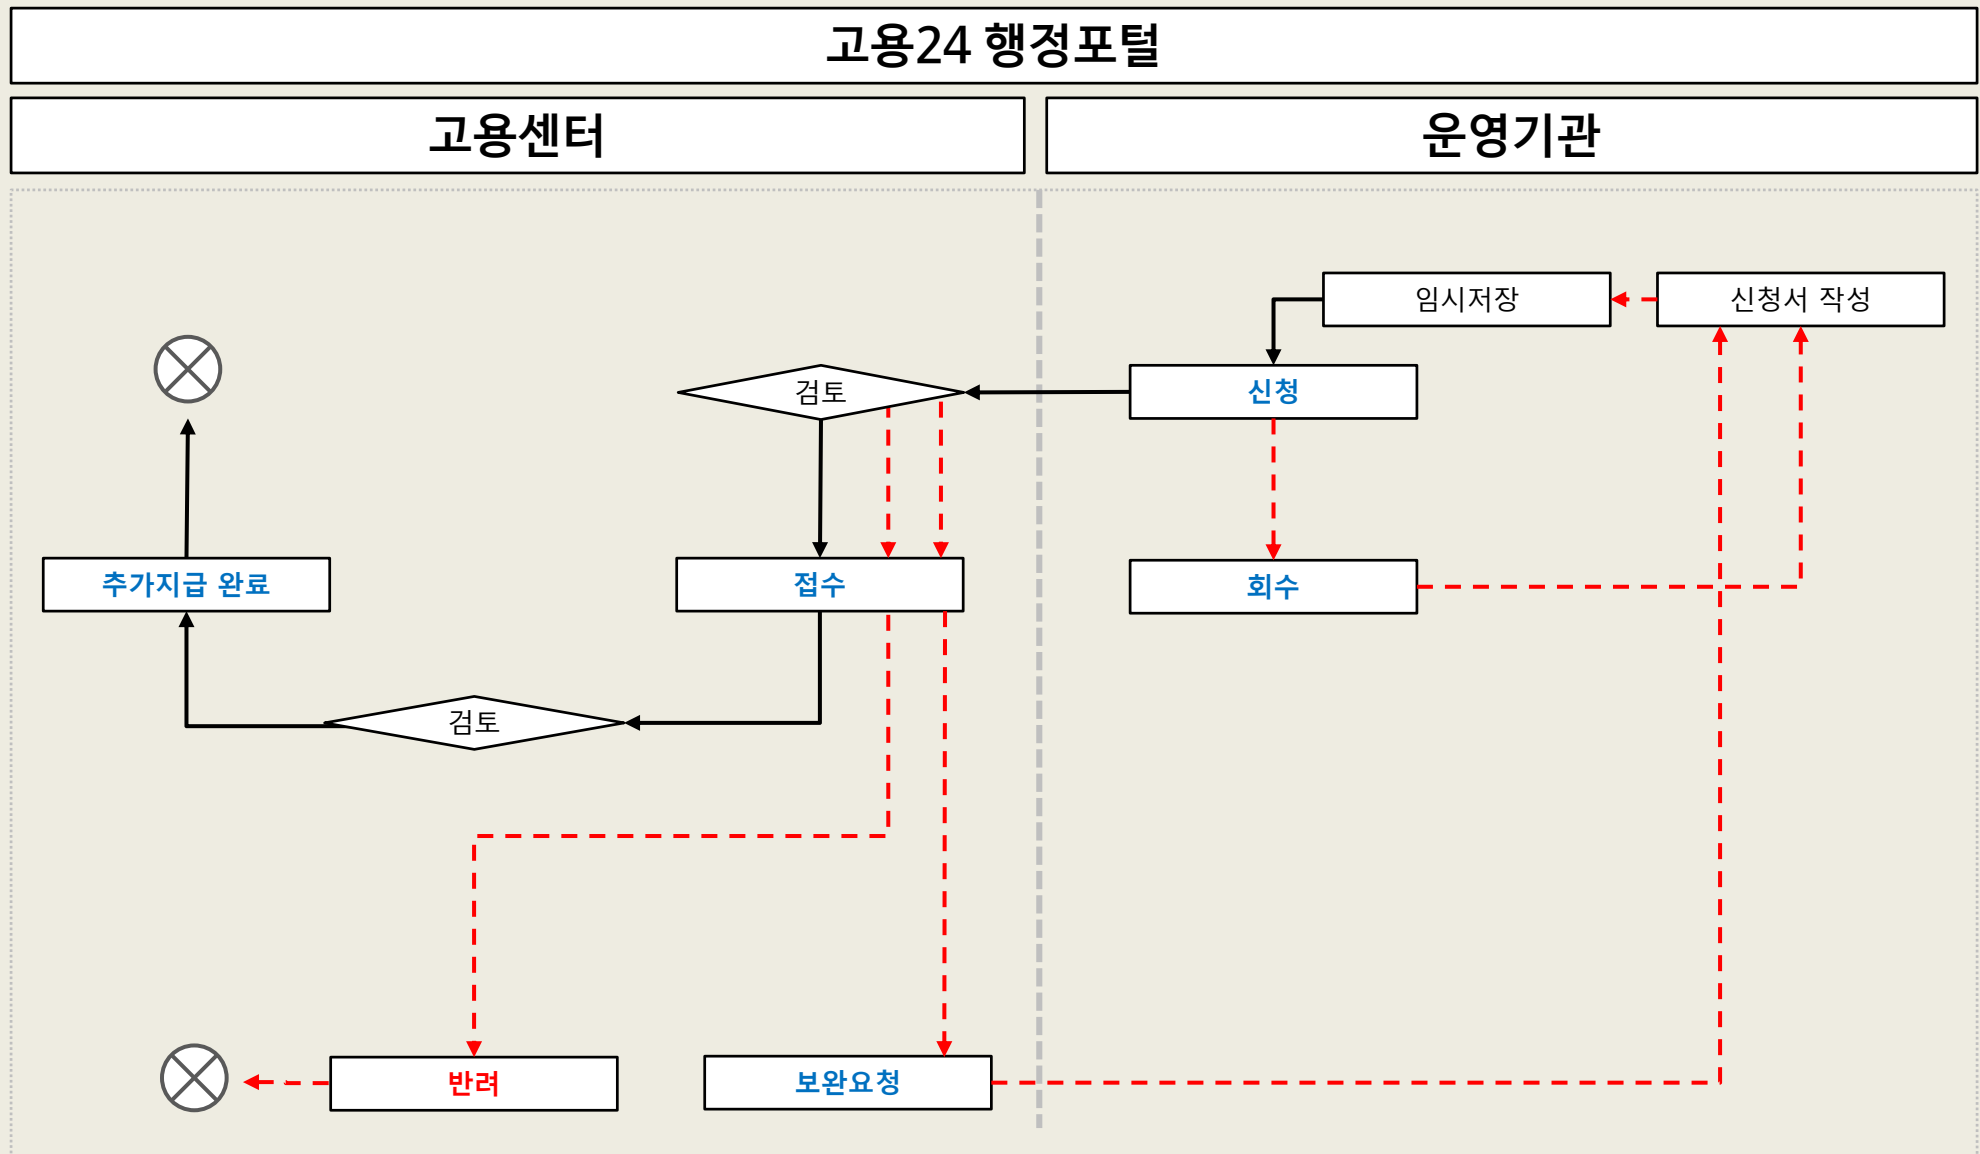 고용24 행정포털
고용센터
운영기관
임시저장
신청서 작성
검토
신청
추가지급 완료
접수
회수
검토
반려
보완요청